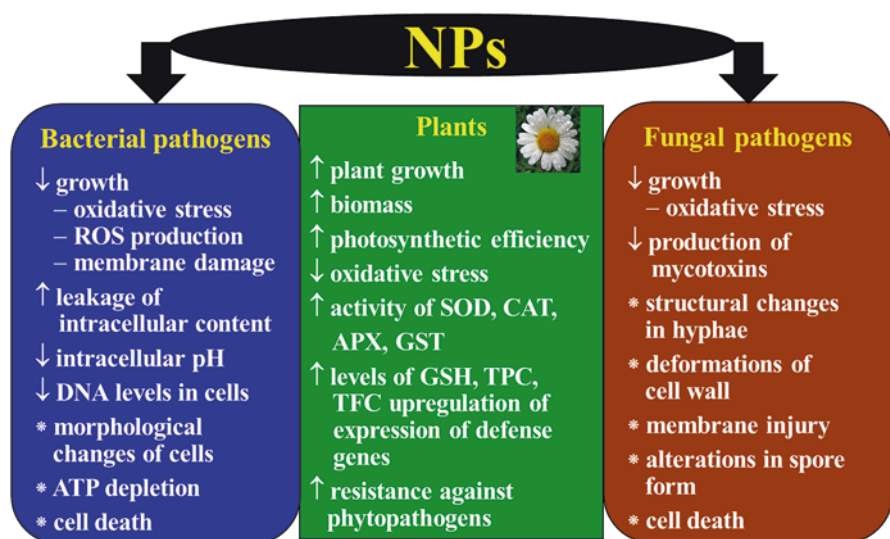 NPs
Bacterial pathogens
↓ growth
– oxidative stress
– ROS production
– membrane damage
↑ leakage of
intracellular content
↓ intracellular pH
↓ DNA levels in cells
* morphological
changes of cells
* ATP depletion
* cell death
Plants
↑ plant growth
↑ biomass
↑ photosynthetic efficiency
↓ oxidative stress
↑ activity of SOD, CAT,
APX, GST
↑ levels of GSH, TPC,
TFC upregulation of
expression of defense
genes
↑ resistance against
phytopathogens
Fungal pathogens
↓ growth
– oxidative stress
↓ production of
mycotoxins
* structural changes
in hyphae
* deformations of
cell wall
* membrane injury
* alterations in spore
form
* cell death